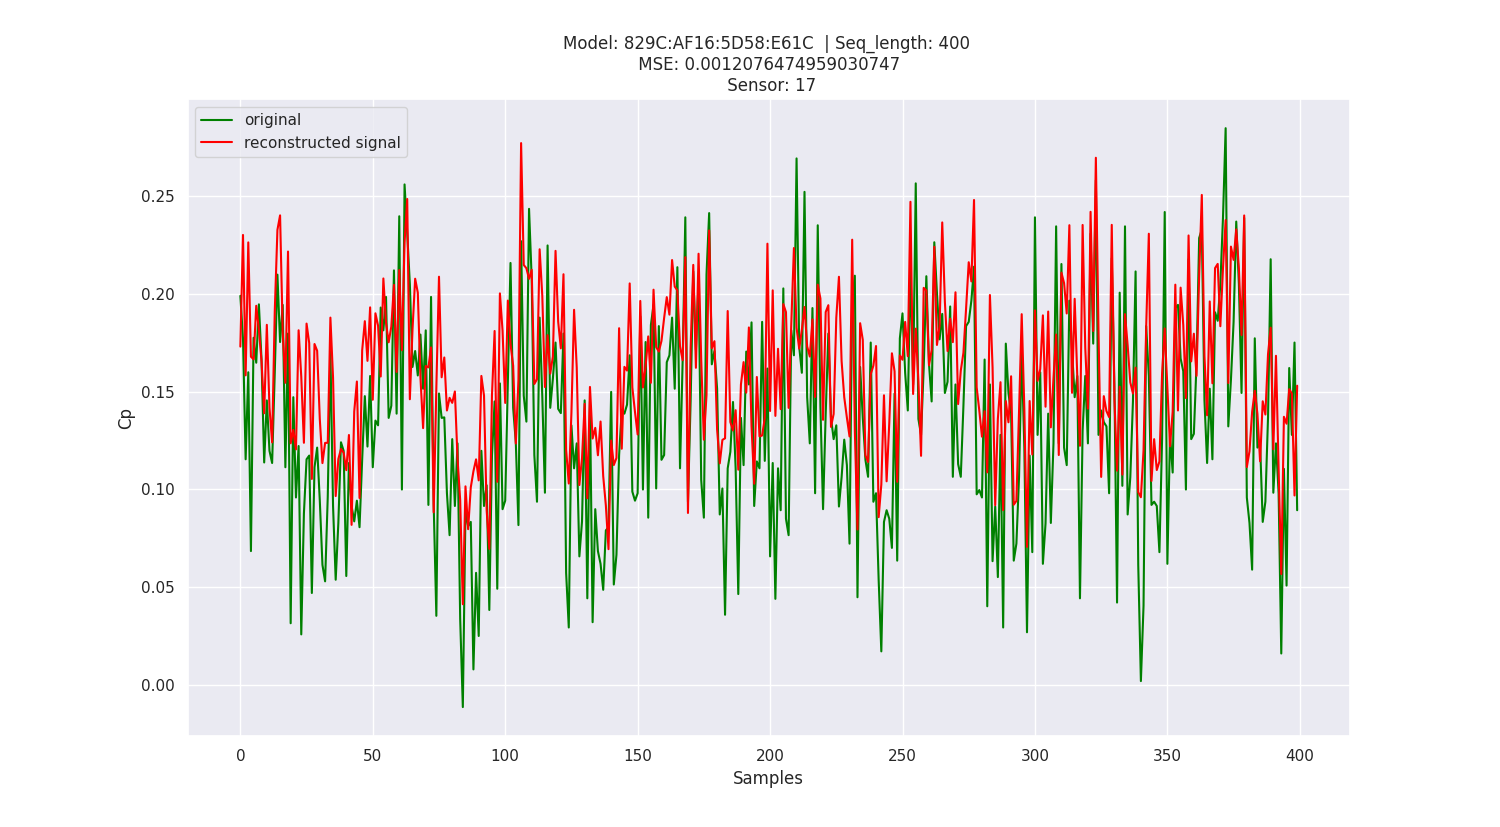 Model: 829C:AF16:5D58:E61C | Seq_length: 400
MSE: 0.0012076474959030747
Sensor: 17
original
reconstructed signal
0.25
0.20
0.15
0.10
0.05
0.00
Cp
0 50 100 150 200 250 300 350 400
Samples